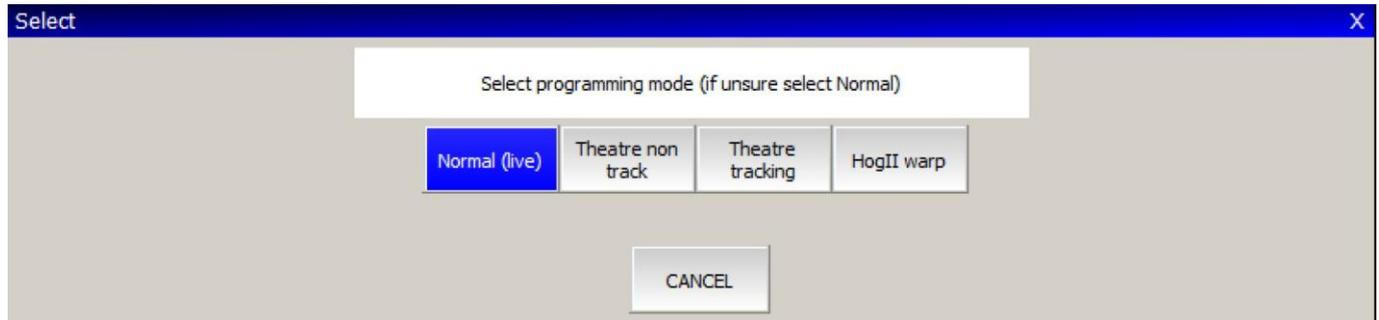 Select X
Select programming mode (if unsure select Normal)
Normal (live)
Theatre non
track
Theatre
tracking
HogII warp
CANCEL